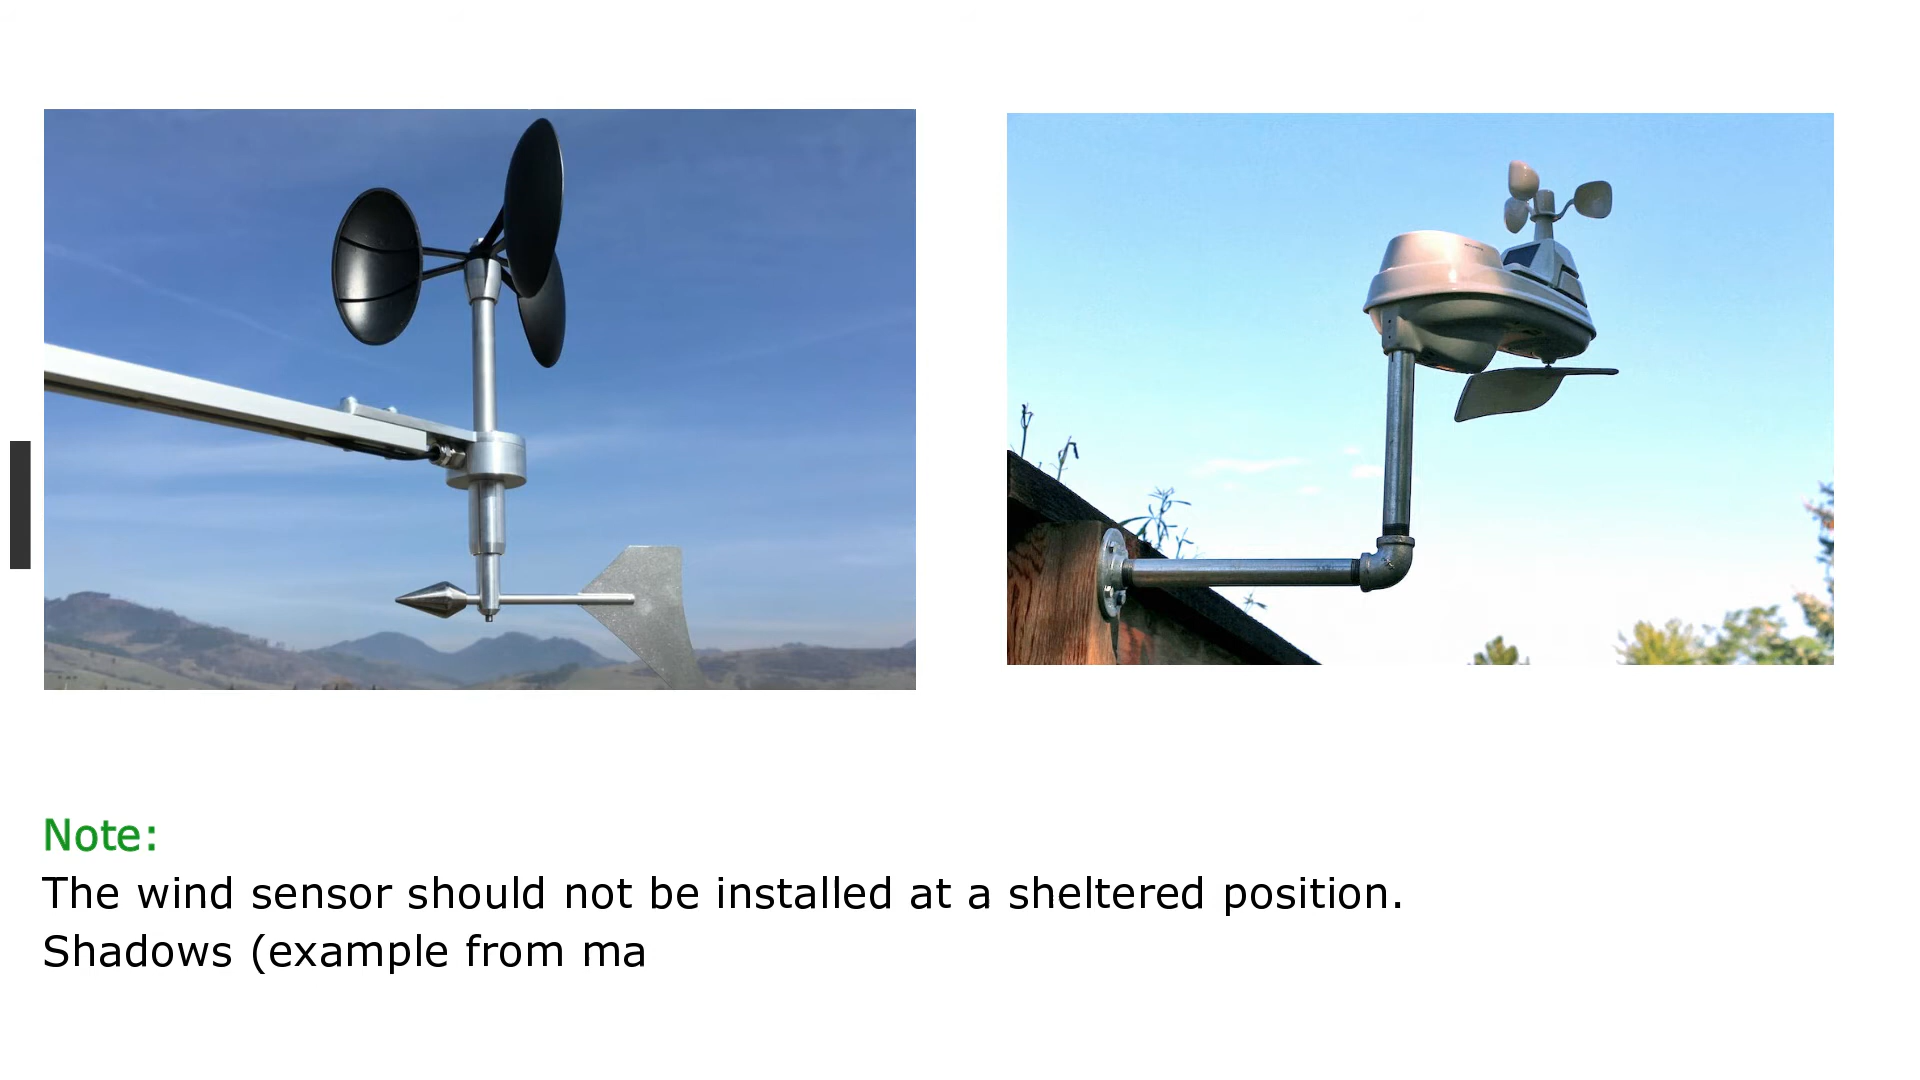 Note:
The wind sensor should not be installed at a sheltered position.
Shadows (example from ma